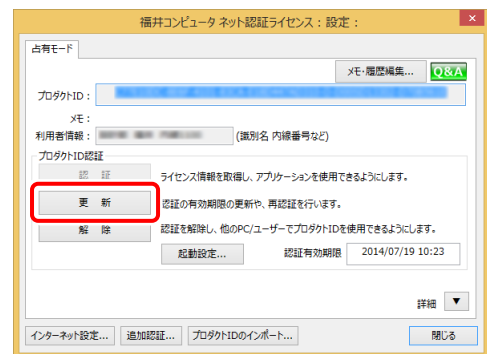 福井コンピュータ ネット認証ライセンス：設定：
占有モード
メモ・履歴編集... Q&A
プロダクトID：
メモ：
利用者情報： (識別名 内線番号など)
プロダクトID認証
認 証 ライセンス情報を取得し、アプリケーションを使用できるようにします。
更 新 認証の有効期限の更新や、再認証を行います。
解 除 認証を解除し、他のPC/ユーザーでプロダクトIDを使用できるようにします。
起動設定... 認証有効期限 2014/07/19 10:23
詳細 ▼
インターネット設定... 追加認証... プロダクトIDのインポート... 閉じる